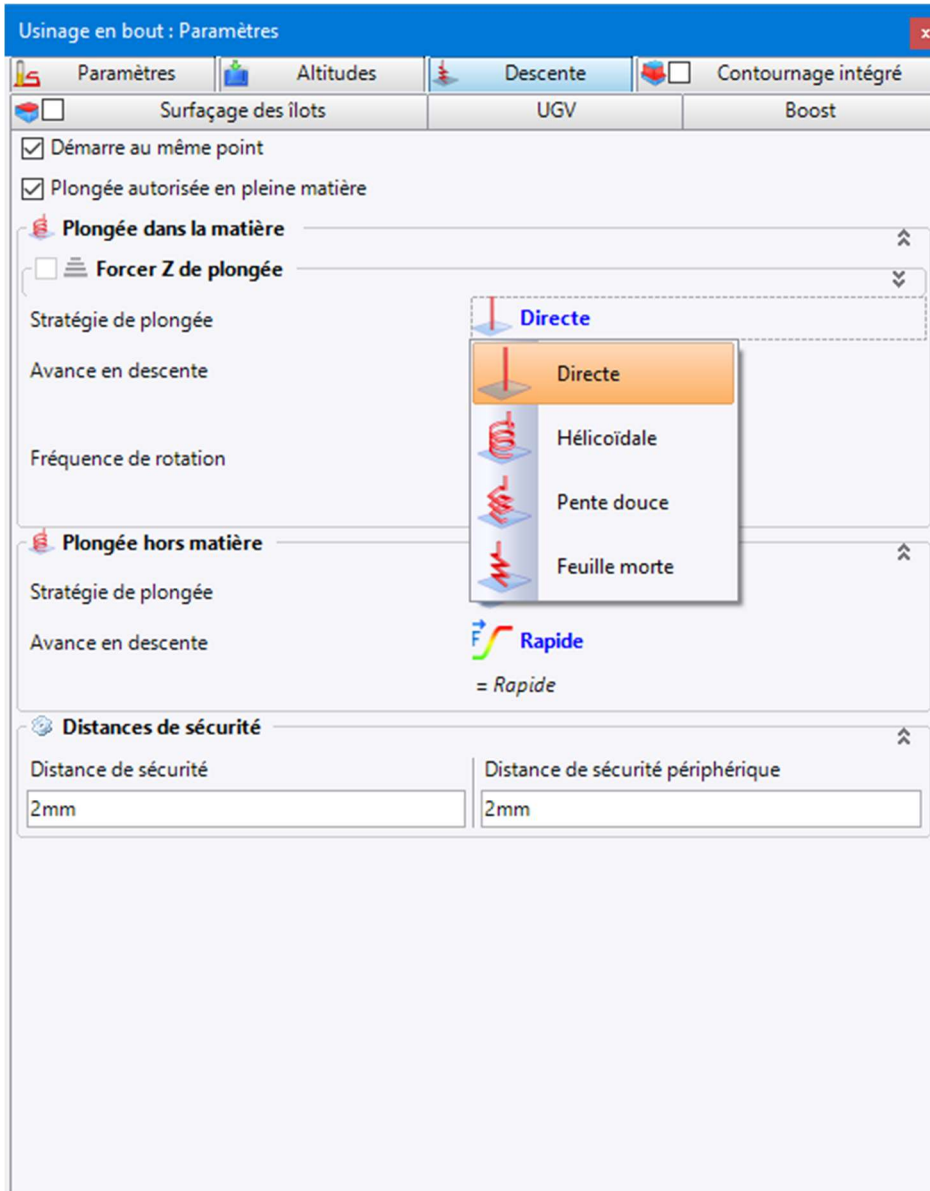 Usinage en bout : Paramètres
x
Paramètres Altitudes Descente Contournage intégré
Surfaçage des îlots UGV Boost
Démarre au même point
Plongée autorisée en pleine matière
Plongée dans la matière
Forcer Z de plongée
Stratégie de plongée Directe
Avance en descente Directe
Hélicoïdale
Fréquence de rotation
Pente douce
Plongée hors matière
Feuille morte
Stratégie de plongée
Avance en descente F Rapide
= Rapide
Distances de sécurité
Distance de sécurité Distance de sécurité périphérique
2mm 2mm